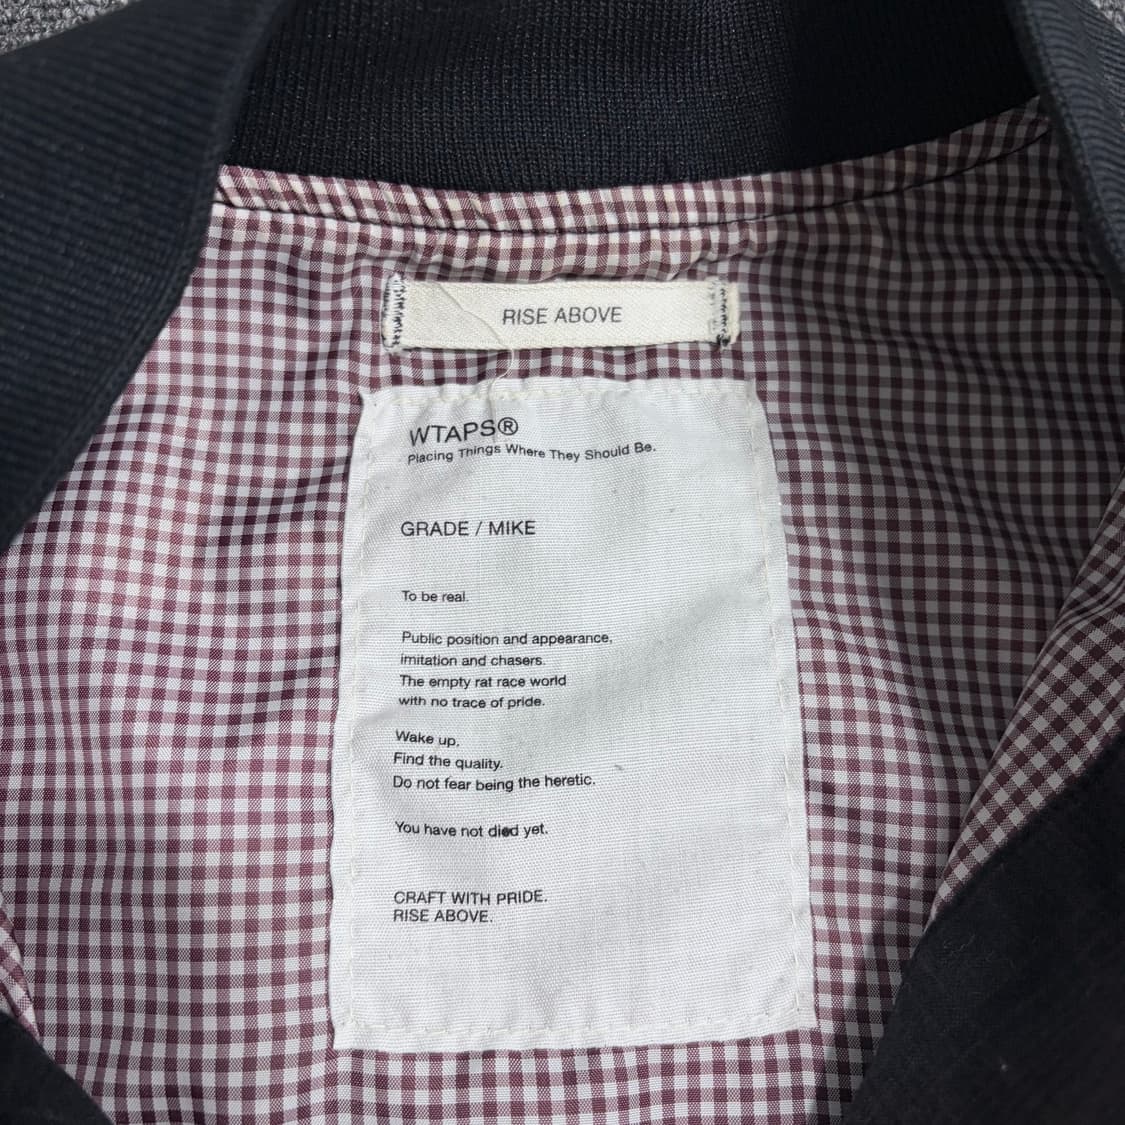 RISE ABOVE
WTAPS®
Placing Things Where They Should Be.
GRADE / MIKE
To be real.
Public position and appearance,
imitation and chasers.
The empty rat race world
with no trace of pride.
Wake up,
Find the quality.
Do not fear being the heretic.
You have not died yet.
CRAFT WITH PRIDE.
RISE ABOVE.